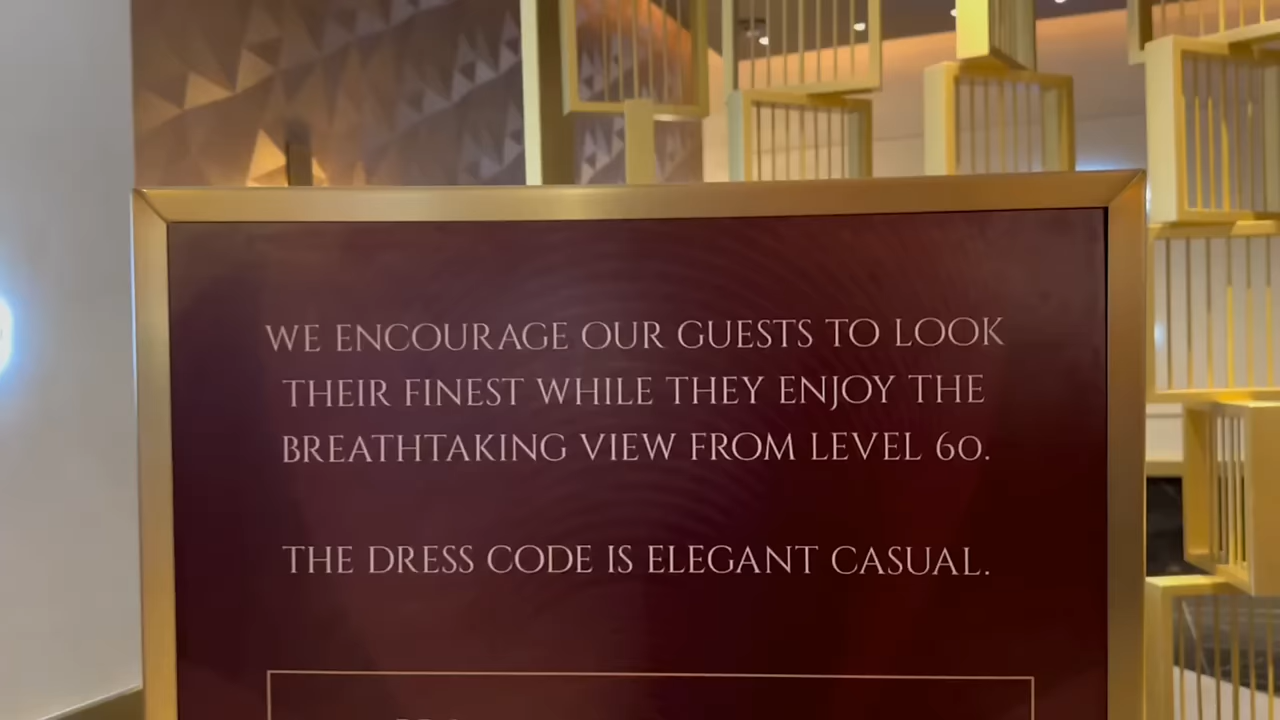 WE ENCOURAGE OUR GUESTS TO LOOK
THEIR FINEST WHILE THEY ENJOY THE
BREATHTAKING VIEW FROM LEVEL 60.
THE DRESS CODE IS ELEGANT CASUAL.